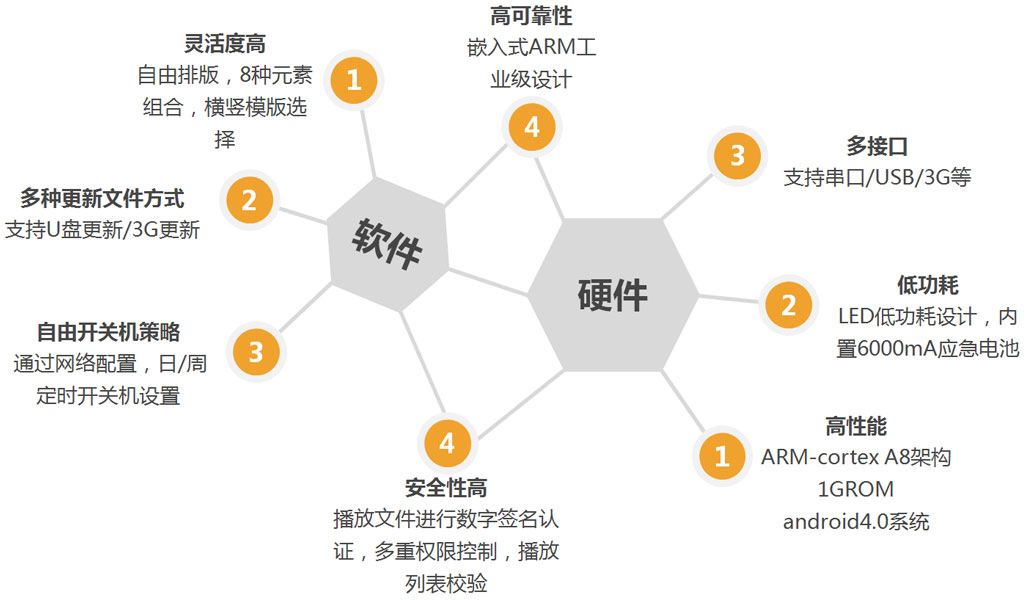 1
灵活度高
自由排版，8种元素
组合，横竖模版选
择
2
多种更新文件方式
支持U盘更新/3G更新
3
自由开关机策略
通过网络配置，日/周
定时开关机设置
软件
4
高可靠性
嵌入式ARM工
业级设计
4
安全性高
播放文件进行数字签名认
证，多重权限控制，播放
列表校验
硬件
3
多接口
支持串口/USB/3G等
2
低功耗
LED低功耗设计，内
置6000mA应急电池
1
高性能
ARM-cortex A8架构
1GROM
android4.0系统